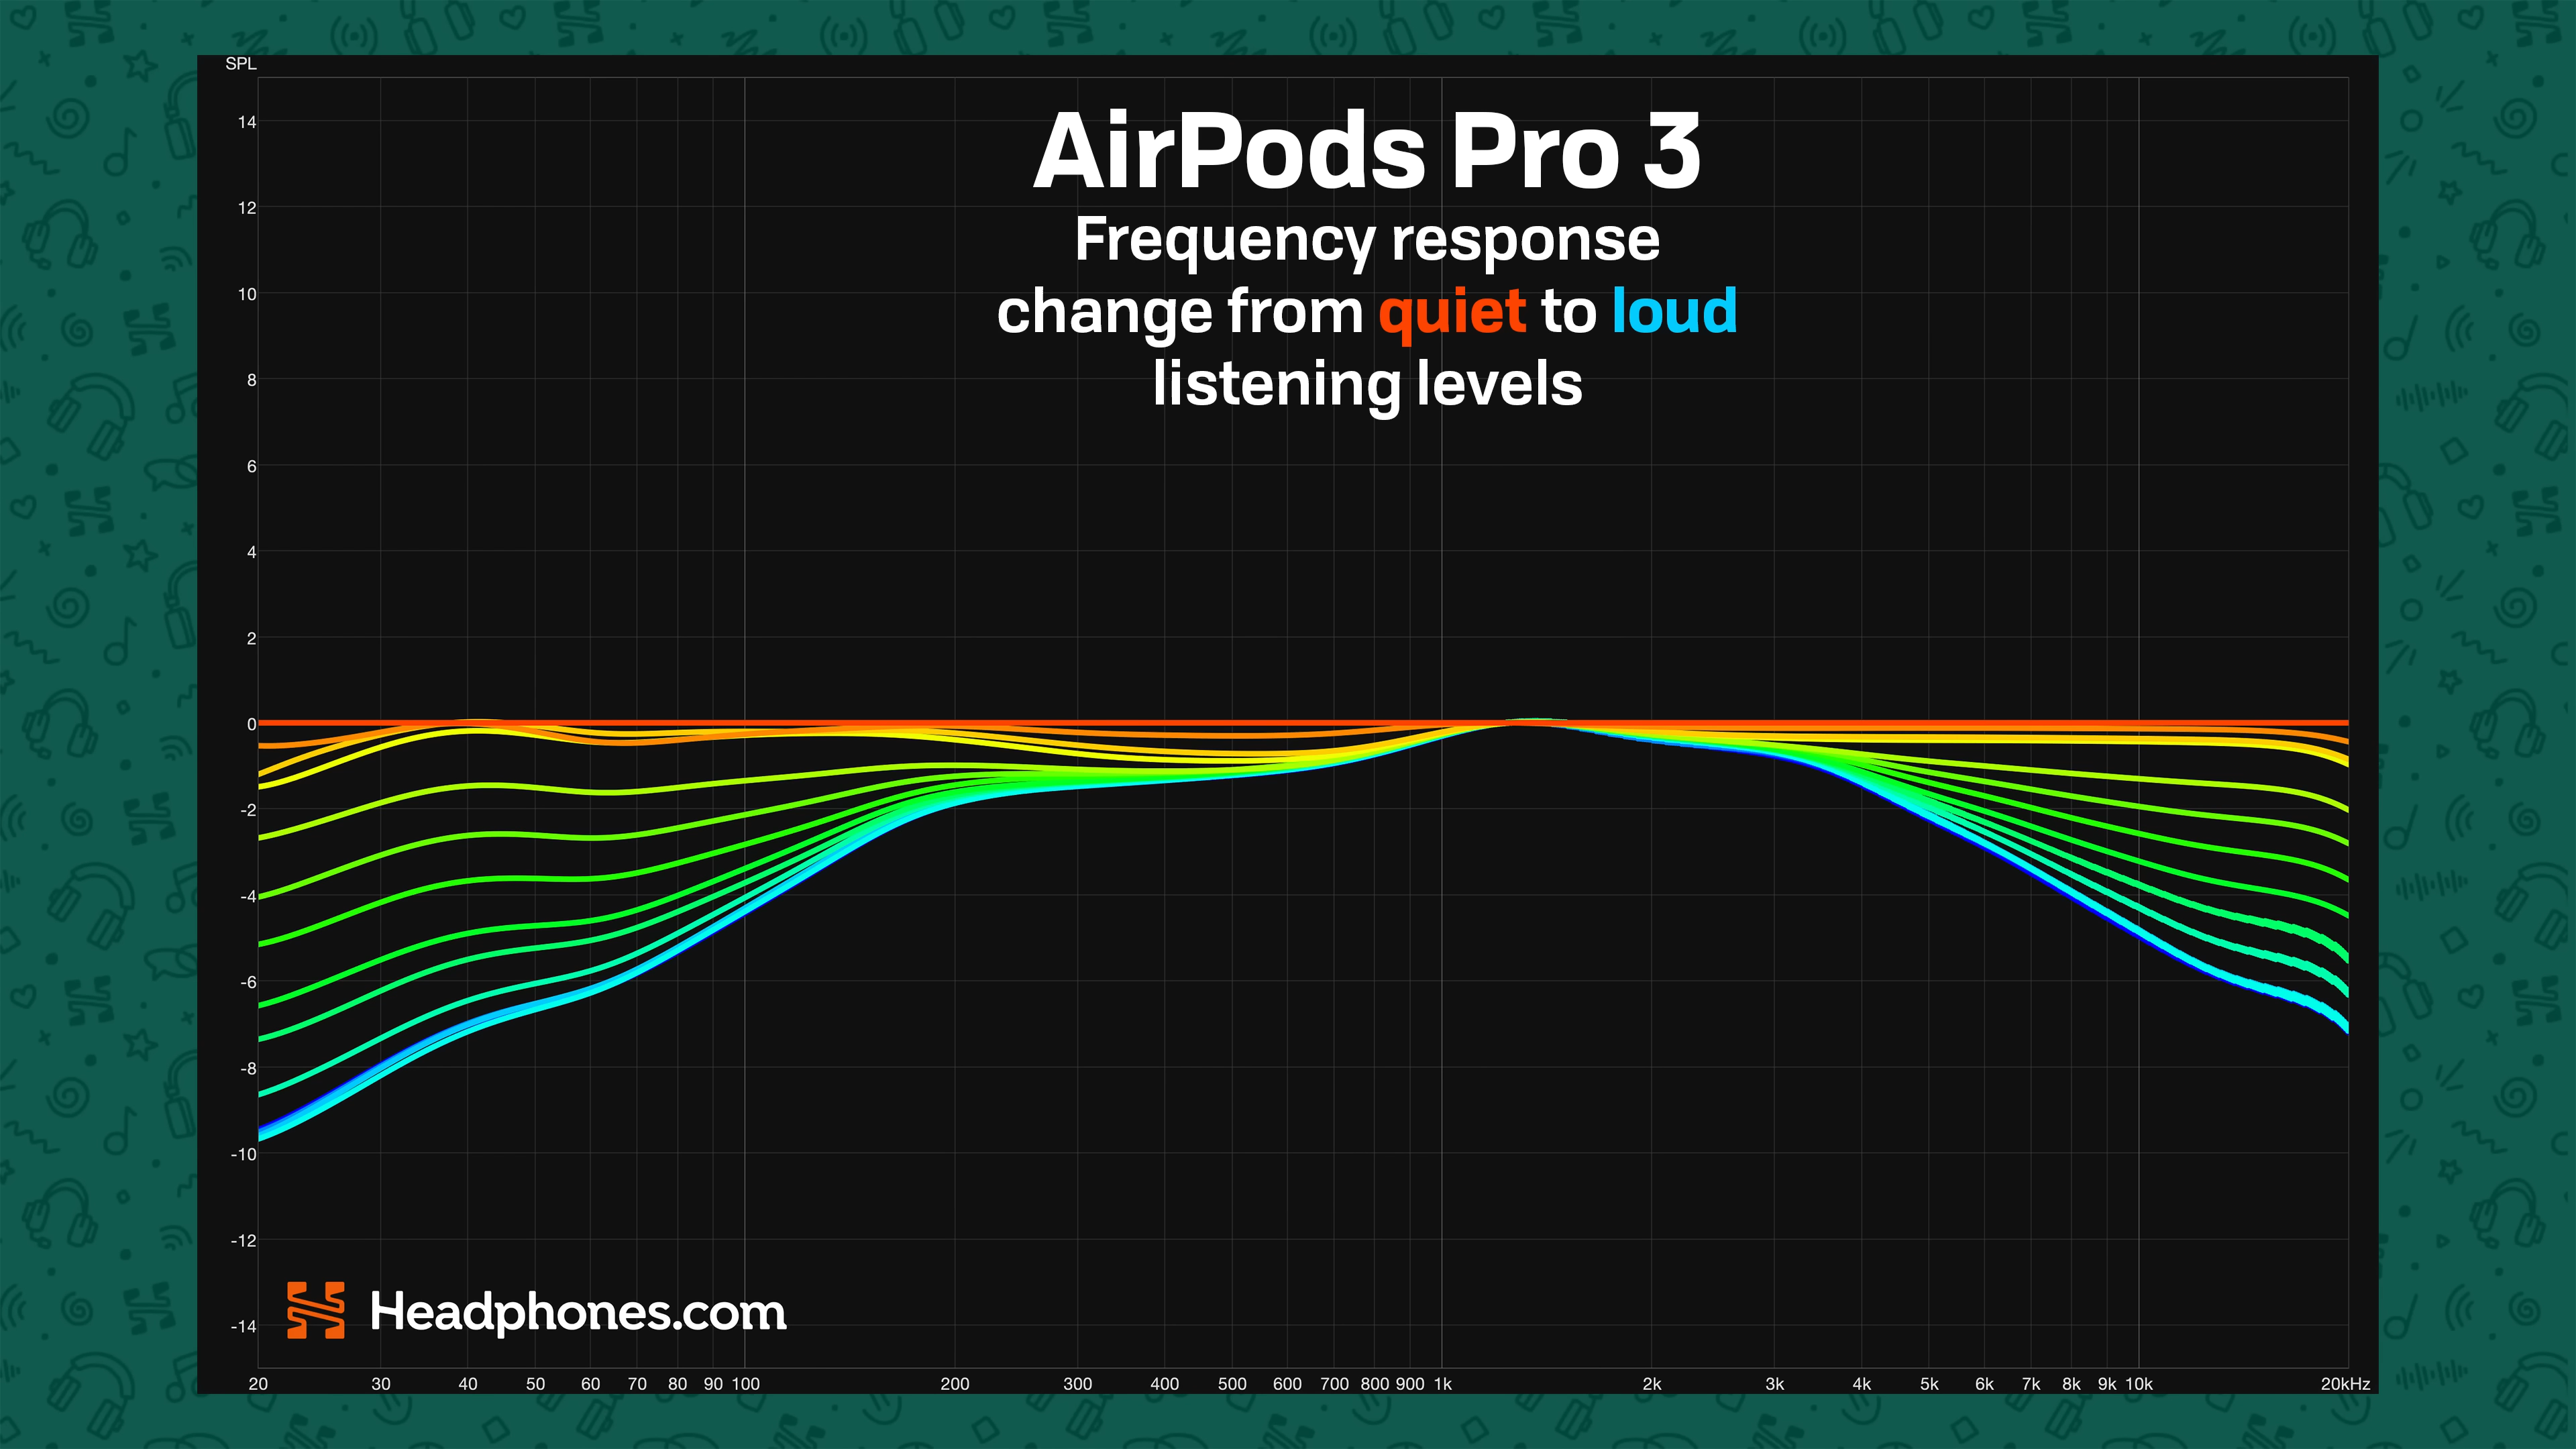 SPL
AirPods Pro 3
Frequency response
change from quiet to loud
listening levels
14
12
10
8
6
4
2
0
-2
-4
-6
-8
-10
-12
-14
Headphones.com
20 30 40 50 60 70 80 90 100 200 300 400 500 600 700 800 900 1k 2k 3k 4k 5k 6k 7k 8k 9k 10k 20kHz